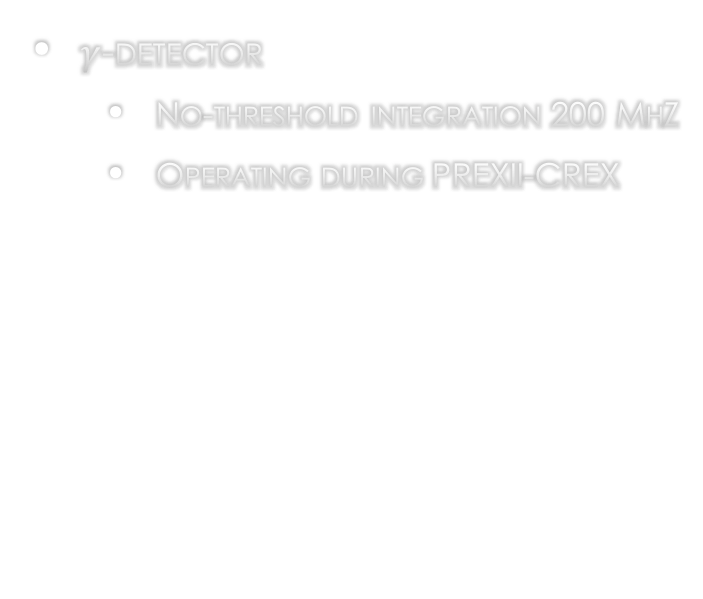 • γ-DETECTOR
• NO-THRESHOLD INTEGRATION 200 MHZ
• OPERATING DURING PREXII-CREX